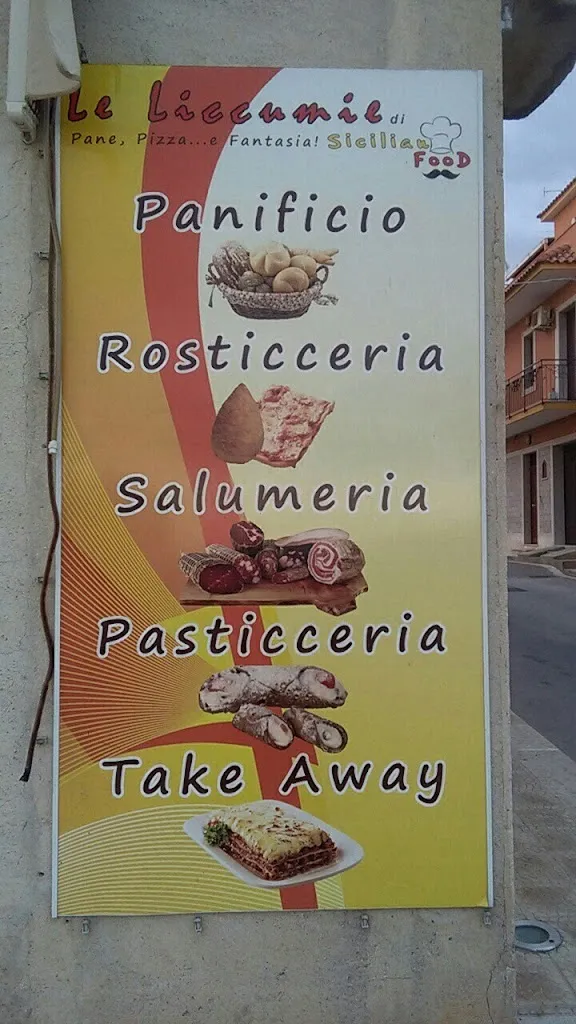 Le Liccumie di
Pane, Pizza...e Fantasia! Sicilian
FooD
Panificio
Rosticceria
Salumeria
Pasticceria
Take Away